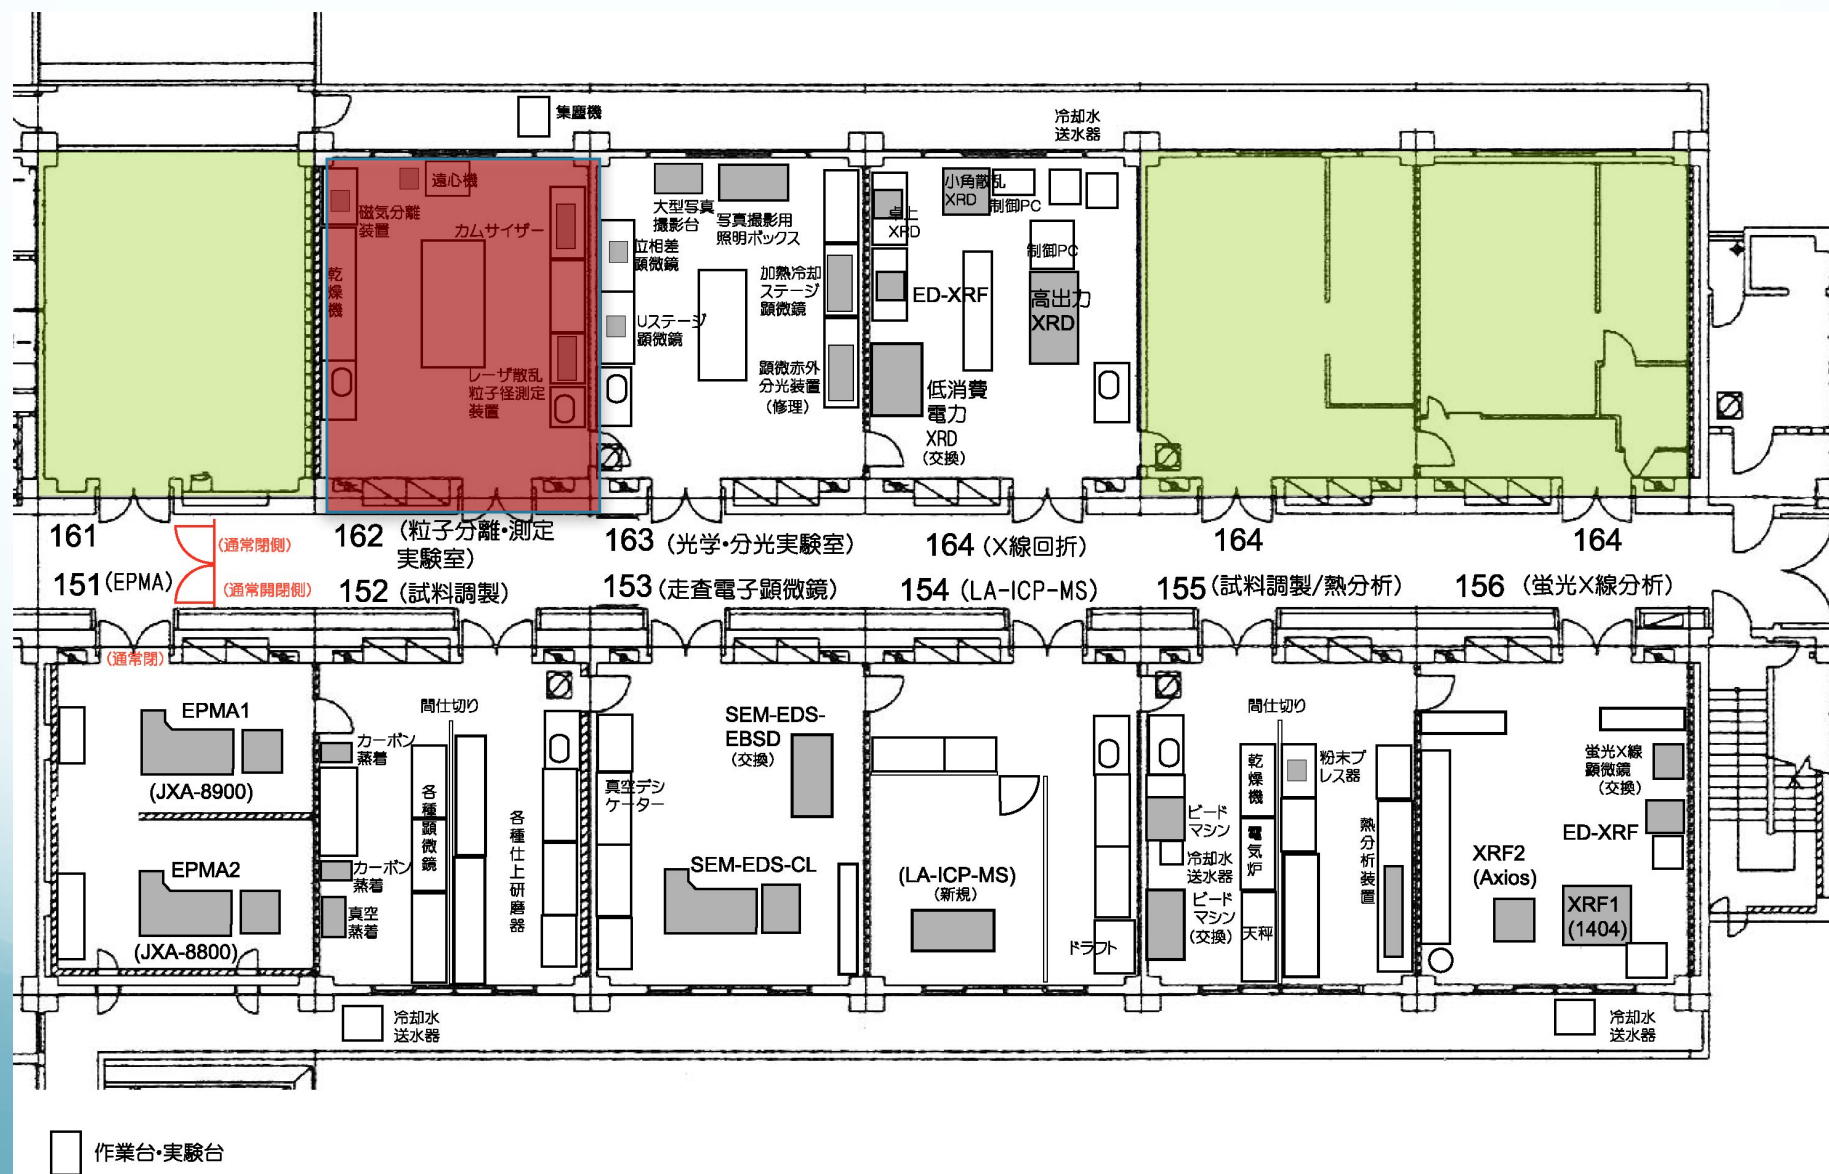 集塵機
冷却水
送水器
遠心機
磁気分離
装置
カムサイザー
乾燥機
レーザ散乱
粒子径測定
装置
大型写真
撮影台
写真撮影用
照明ボックス
位相差
顕微鏡
加熱冷却
ステージ
顕微鏡
Uステージ
顕微鏡
顕微赤外
分光装置
(修理)
小角散乱
XRD
制御PC
卓上
XRD
制御PC
ED-XRF
高出力
XRD
低消費
電力
XRD
(交換)
161
(通常閉側)
162 (粒子分離・測定
実験室)
163 (光学・分光実験室)
164 (X線回折)
164
164
151(EPMA)
(通常開閉側)
152 (試料調製)
153 (走査電子顕微鏡)
154 (LA-ICP-MS)
155 (試料調製/熱分析)
156 (蛍光X線分析)
(通常閉)
EPMA1
(JXA-8900)
EPMA2
(JXA-8800)
間仕切り
カーボン
蒸着
各種顕微鏡
カーボン
蒸着
真空
蒸着
各種仕上研磨器
SEM-EDS-
EBSD
(交換)
真空デシ
ケーター
SEM-EDS-CL
(LA-ICP-MS)
(新規)
ドラフト
間仕切り
ビード
マシン
冷却水
送水器
ビード
マシン
(交換)
乾燥機
電気炉
天秤
粉末プ
レス器
熱分析装置
蛍光X線
顕微鏡
(交換)
ED-XRF
XRF2
(Axios)
XRF1
(1404)
冷却水
送水器
冷却水
送水器
作業台・実験台